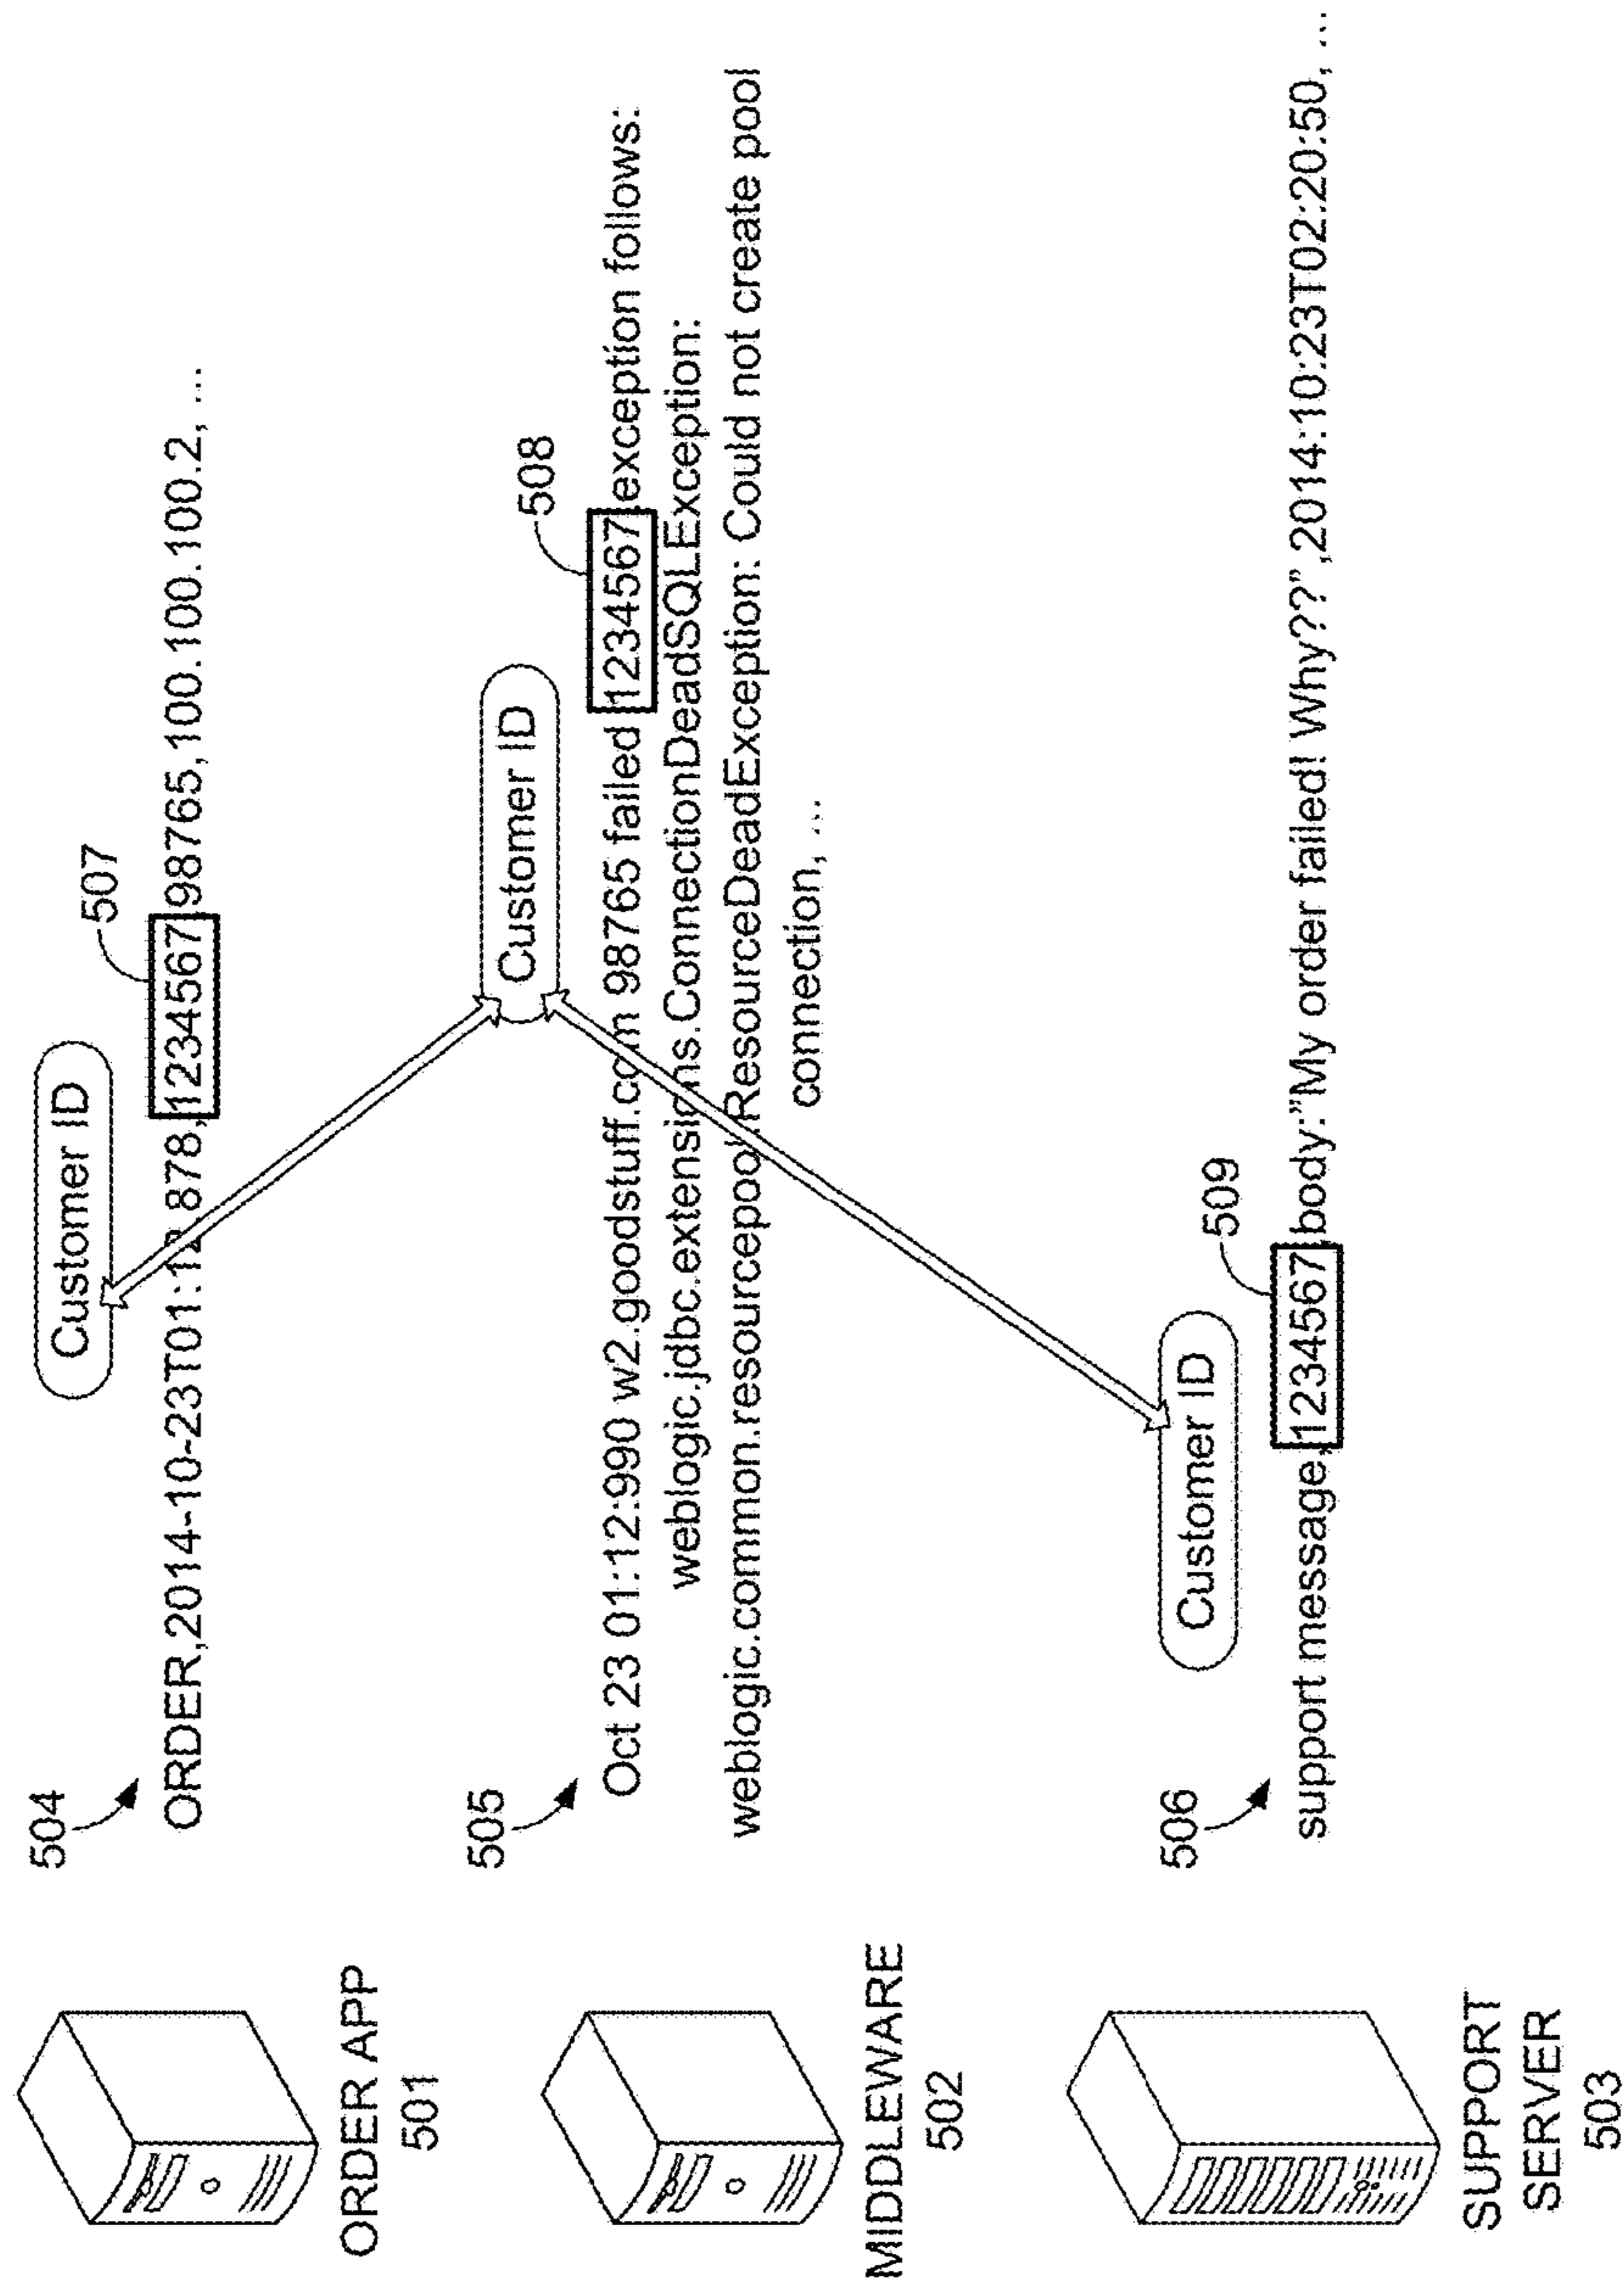 504
Customer ID
507
ORDER,2014-10-23T01:12.878,1234567,98765,100.100.100.2, ...
ORDER APP
501
505
Customer ID
508
Oct 23 01:12:990 w2.goodstuff.com 98765 failed 1234567 exception follows:
weblogic.jdbc.extensions.ConnectionDeadSQLException:
weblogic.common.resourcepool.ResourceDeadException: Could not create pool
connection, ...
MIDDLEWARE
502
506
Customer ID
509
support message,1234567,body:"My order failed! Why???",2014:10:23T02:20:50, ...
SUPPORT
SERVER
503